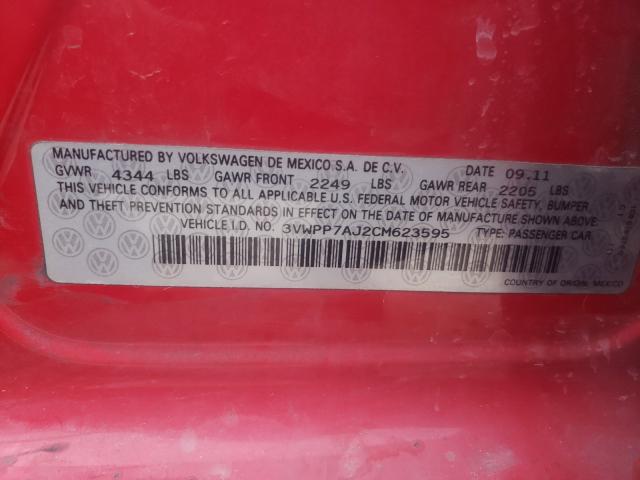 MANUFACTURED BY VOLKSWAGEN DE MEXICO S.A. DE C.V. DATE 09.11
GVWR 4344 LBS GAWR FRONT 2249 LBS GAWR REAR 2205 LBS
THIS VEHICLE CONFORMS TO ALL APPLICABLE U.S. FEDERAL MOTOR VEHICLE SAFETY, BUMPER
AND THEFT PREVENTION STANDARDS IN EFFECT ON THE DATE OF MANUFACTURE SHOWN ABOVE.
VEHICLE I.D. NO. 3VWPP7AJ2CM623595 TYPE: PASSENGER CAR
COUNTRY OF ORIGIN: MEXICO